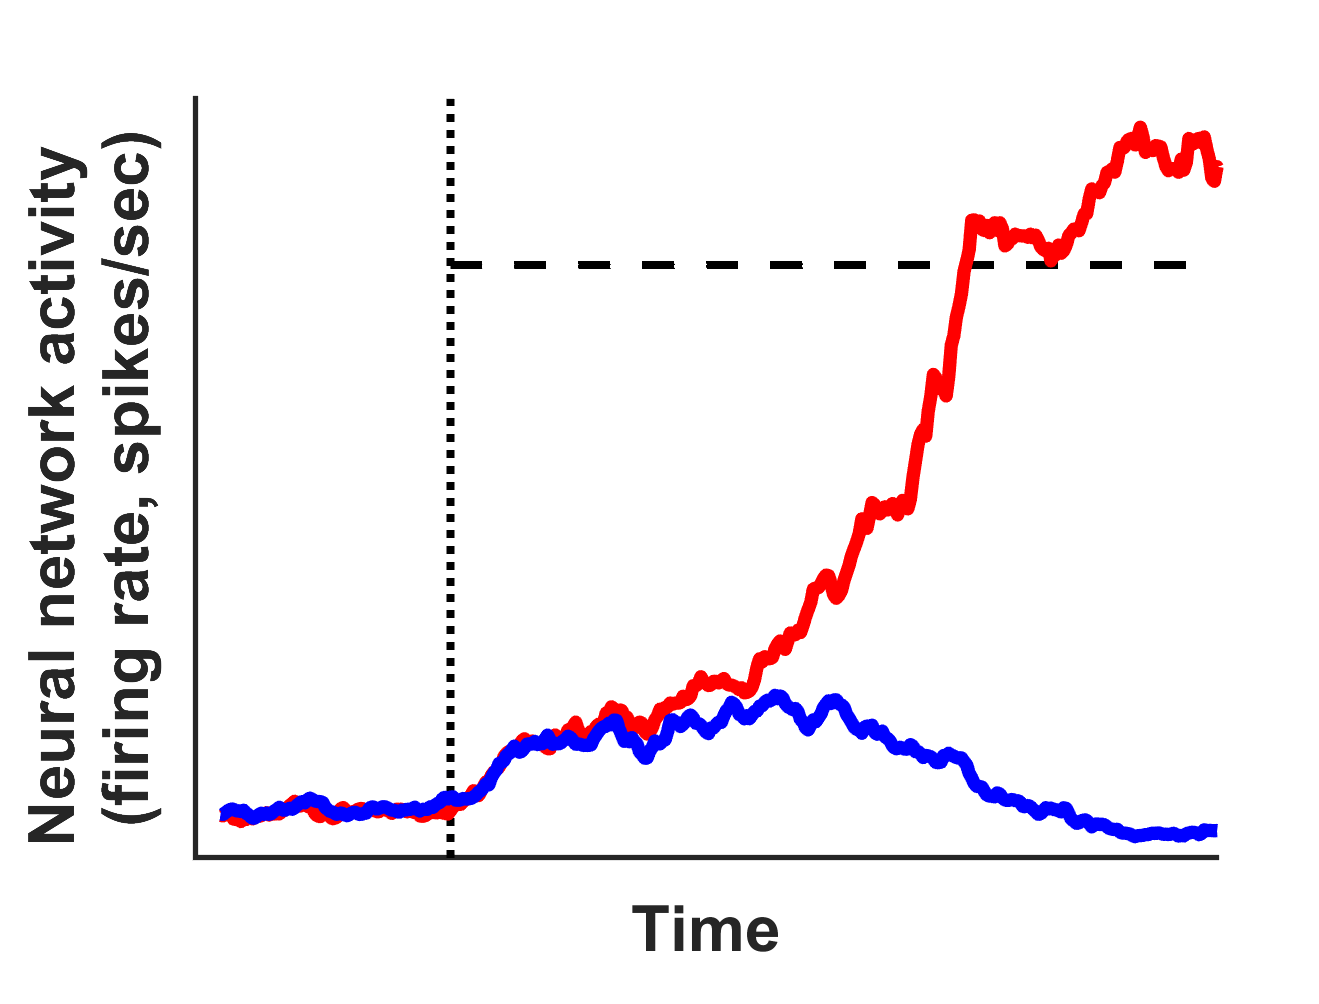 Neural network activity
(firing rate, spikes/sec)
Time